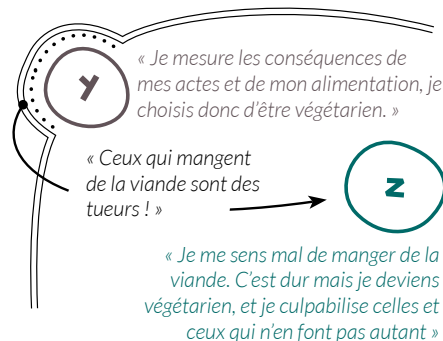 Y
« Je mesure les conséquences de
mes actes et de mon alimentation, je
choisis donc d'être végétarien. »
« Ceux qui mangent
de la viande sont des
tueurs ! »
Z
« Je me sens mal de manger de la
viande. C'est dur mais je deviens
végétarien, et je culpabilise celles et
ceux qui n'en font pas autant »